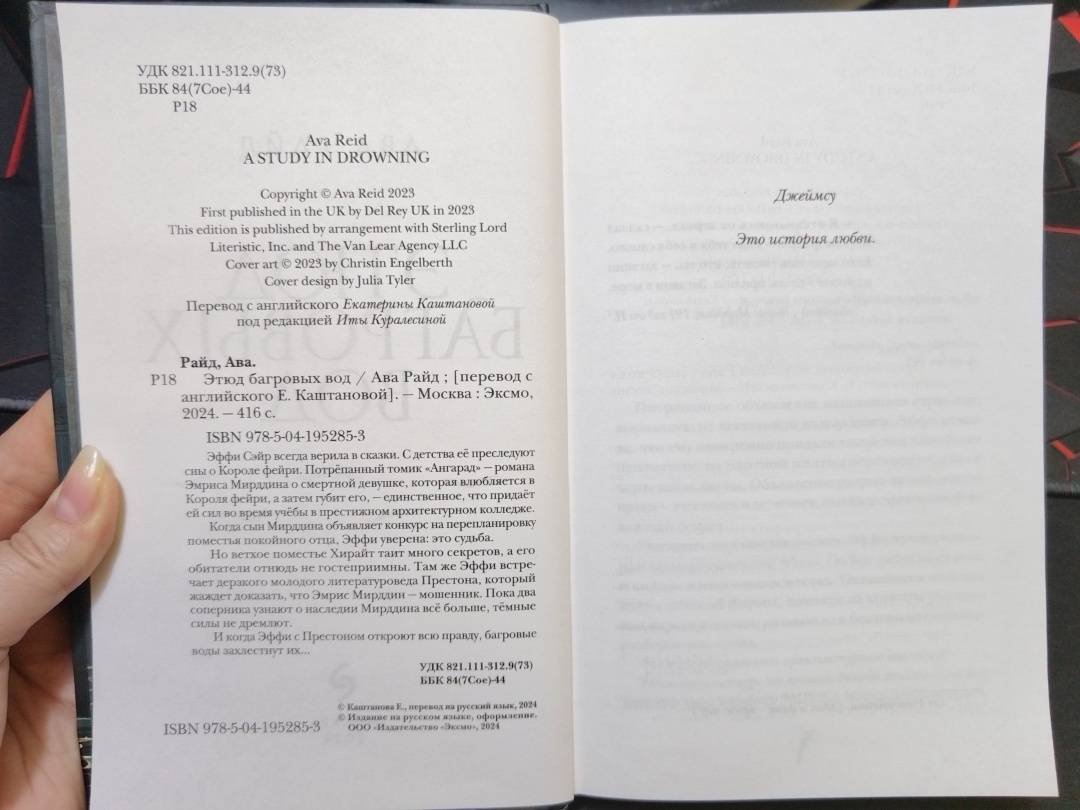 УДК 821.111-312.9(73)
ББК 84(7Сое)-44
Р18
Ava Reid
A STUDY IN DROWNING
Copyright © Ava Reid 2023
First published in the UK by Del Rey UK in 2023
This edition is published by arrangement with Sterling Lord
Literistic, Inc. and The Van Lear Agency LLC
Cover art © 2023 by Christin Engelberth
Cover design by Julia Tyler
Перевод с английского Екатерины Каштановой
под редакцией Иты Куралесиной
Райд, Ава.
Р18 Этюд багровых вод / Ава Райд ; [перевод с
английского Е. Каштановой]. — Москва : Эксмо,
2024. — 416 с.
ISBN 978-5-04-195285-3
Эффи Сэйр всегда верила в сказки. С детства её преследуют
сны о Короле фейри. Потрёпанный томик «Ангарад» — романа
Эмриса Мирддина о смертной девушке, которая влюбляется в
Короля фейри, а затем губит его, — единственное, что придаёт
ей сил во время учёбы в престижном архитектурном колледже.
Когда сын Мирддина объявляет конкурс на перепланировку
поместья покойного отца, Эффи уверена: это судьба.
Но ветхое поместье Хирайт таит много секретов, а его
обитатели отнюдь не гостеприимны. Там же Эффи встре-
чает дерзкого молодого литературоведа Престона, который
жаждет доказать, что Эмрис Мирддин — мошенник. Пока два
соперника узнают о наследии Мирддина всё больше, тёмные
силы не дремлют.
И когда Эффи с Престоном откроют всю правду, багровые
воды захлестнут их...
УДК 821.111-312.9(73)
ББК 84(7Сое)-44
© Каштанова Е., перевод на русский язык, 2024
© Издание на русском языке, оформление.
ООО «Издательство «Эксмо», 2024
ISBN 978-5-04-195285-3
Джеймсу
Это история любви.